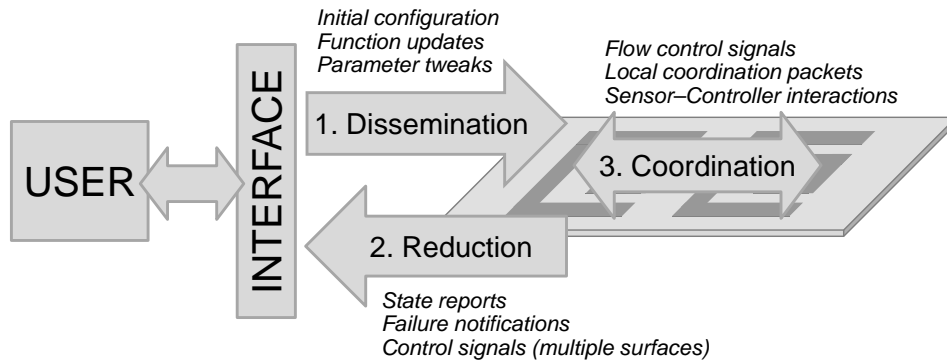 Initial configuration
Function updates
Parameter tweaks
Flow control signals
Local coordination packets
Sensor–Controller interactions
USER
INTERFACE
1. Dissemination
3. Coordination
2. Reduction
State reports
Failure notifications
Control signals (multiple surfaces)